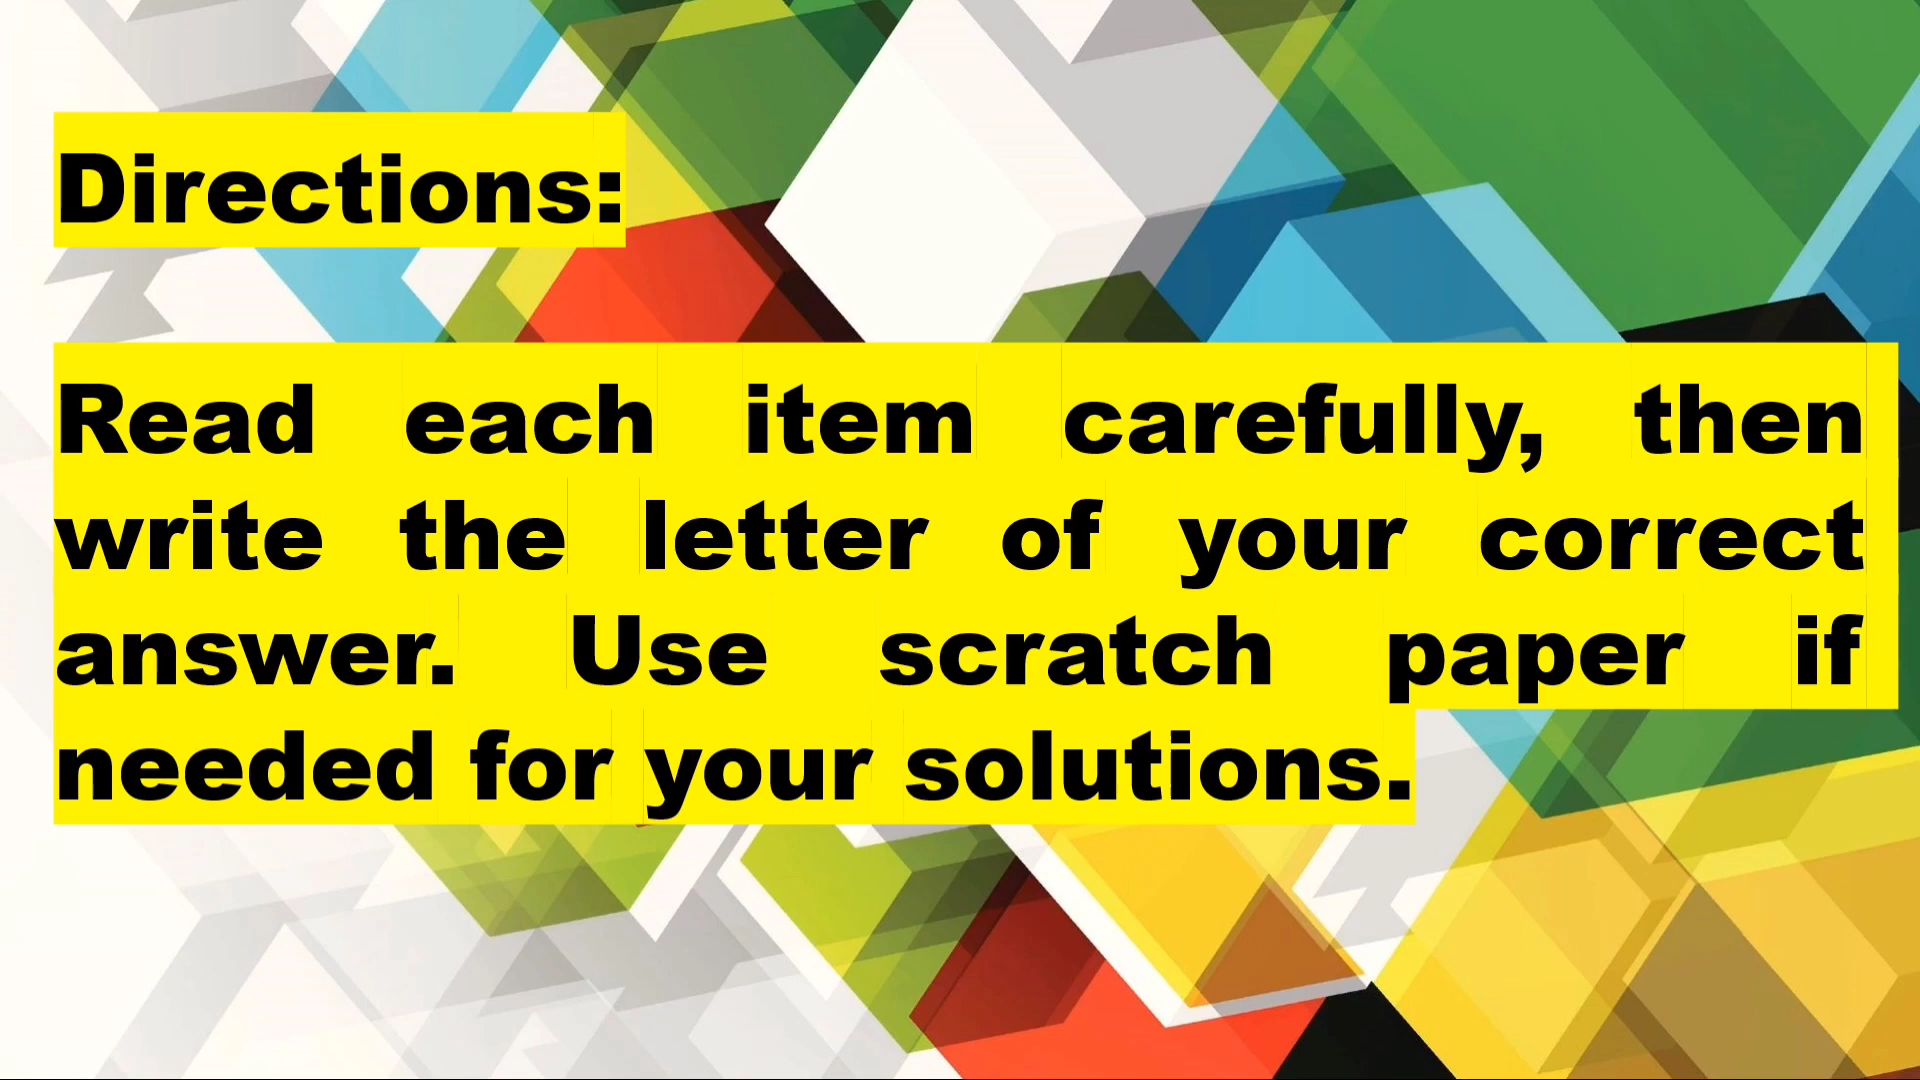 Directions:
Read each item carefully, then
write the letter of your correct
answer. Use scratch paper if
needed for your solutions.